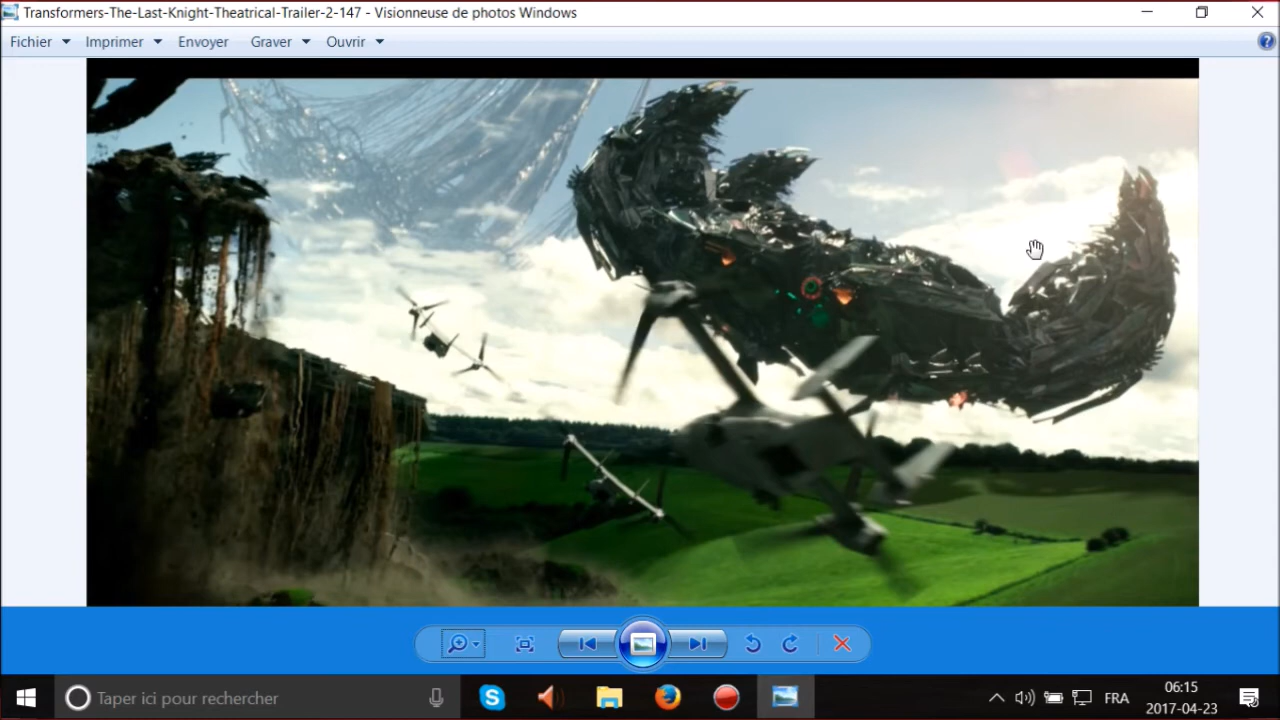 Transformers-The-Last-Knight-Theatrical-Trailer-2-147 - Visionneuse de photos Windows
Fichier Imprimer Envoyer Graver Ouvrir
Taper ici pour rechercher
FRA
06:15
2017-04-23